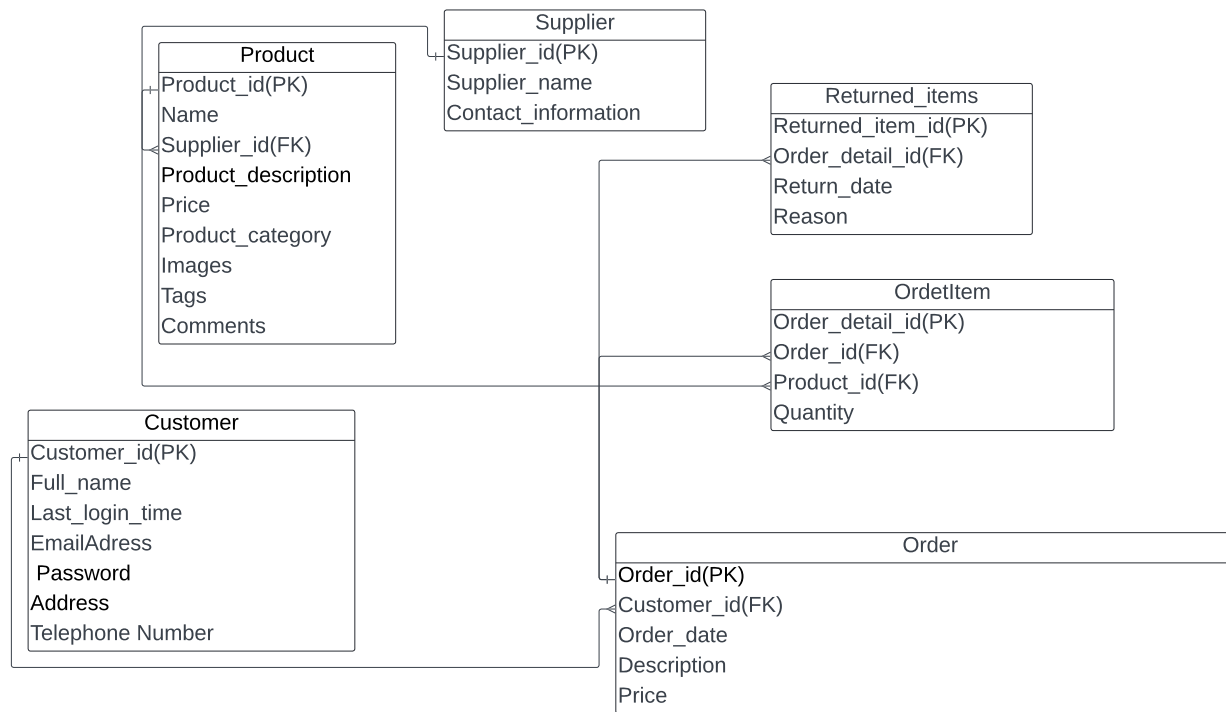 Supplier
Supplier_id(PK)
Supplier_name
Contact_information
Product
Product_id(PK)
Name
Supplier_id(FK)
Product_description
Price
Product_category
Images
Tags
Comments
Returned_items
Returned_item_id(PK)
Order_detail_id(FK)
Return_date
Reason
OrdetItem
Order_detail_id(PK)
Order_id(FK)
Product_id(FK)
Quantity
Customer
Customer_id(PK)
Full_name
Last_login_time
EmailAdress
Password
Address
Telephone Number
Order
Order_id(PK)
Customer_id(FK)
Order_date
Description
Price